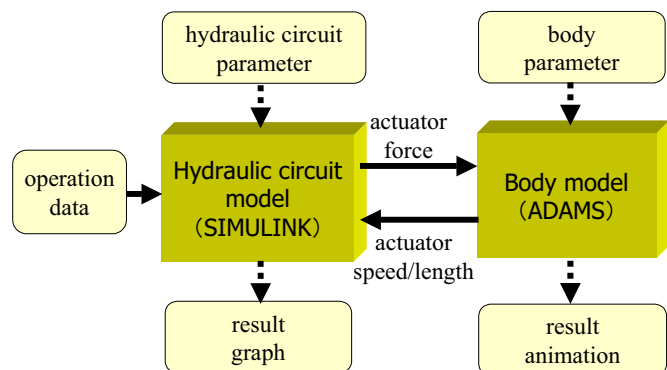 hydraulic circuit
parameter
body
parameter
actuator
force
operation
data
Hydraulic circuit
model
（SIMULINK）
Body model
（ADAMS）
actuator
speed/length
result
graph
result
animation